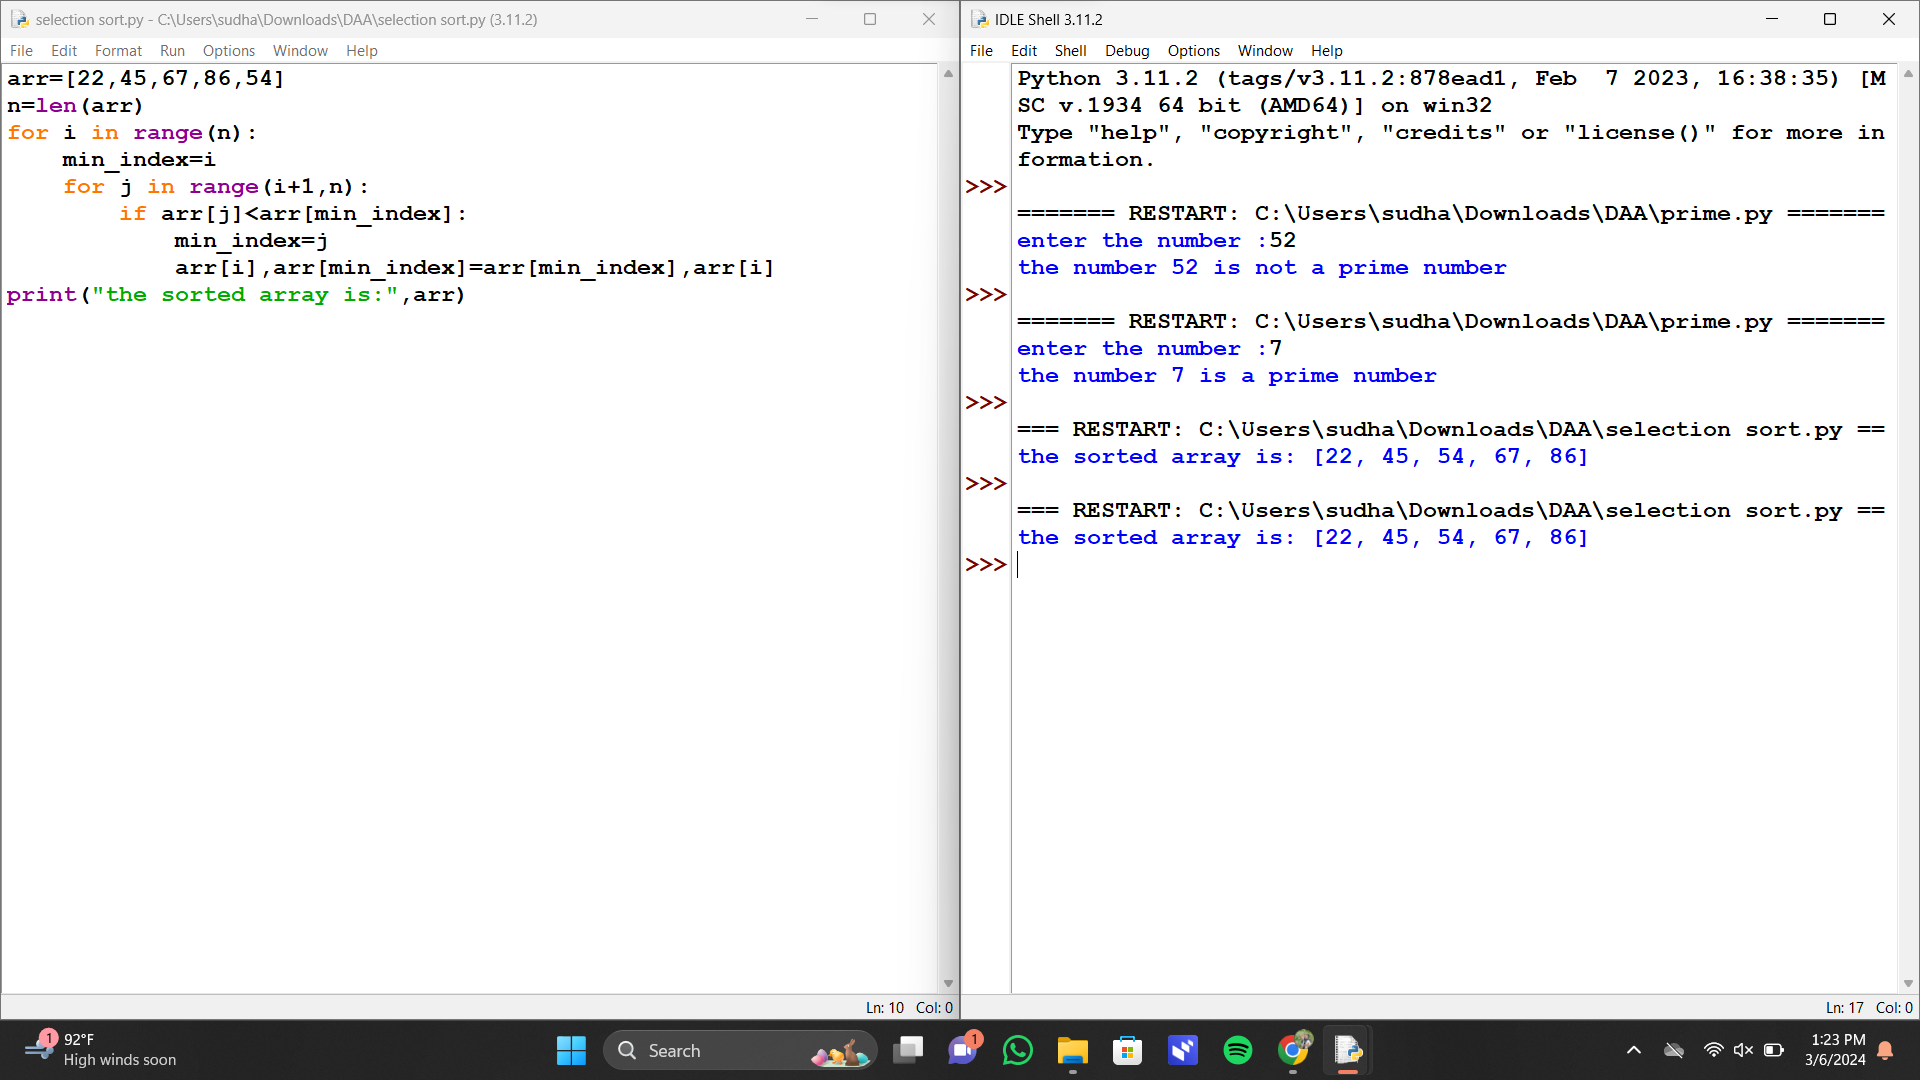 selection sort.py - C:\Users\sudha\Downloads\DAA\selection sort.py (3.11.2)
File Edit Format Run Options Window Help
arr=[22,45,67,86,54]
n=len(arr)
for i in range(n):
    min_index=i
    for j in range(i+1,n):
        if arr[j]<arr[min_index]:
            min_index=j
            arr[i],arr[min_index]=arr[min_index],arr[i]
print("the sorted array is:",arr)
Ln: 10 Col: 0
IDLE Shell 3.11.2
File Edit Shell Debug Options Window Help
Python 3.11.2 (tags/v3.11.2:878ead1, Feb  7 2023, 16:38:35) [M
SC v.1934 64 bit (AMD64)] on win32
Type "help", "copyright", "credits" or "license()" for more in
formation.
>>>
======= RESTART: C:\Users\sudha\Downloads\DAA\prime.py =======
enter the number :52
the number 52 is not a prime number
>>>
======= RESTART: C:\Users\sudha\Downloads\DAA\prime.py =======
enter the number :7
the number 7 is a prime number
>>>
=== RESTART: C:\Users\sudha\Downloads\DAA\selection sort.py ==
the sorted array is: [22, 45, 54, 67, 86]
>>>
=== RESTART: C:\Users\sudha\Downloads\DAA\selection sort.py ==
the sorted array is: [22, 45, 54, 67, 86]
>>>
Ln: 17 Col: 0
1
92°F
High winds soon
Search
1
1:23 PM
3/6/2024